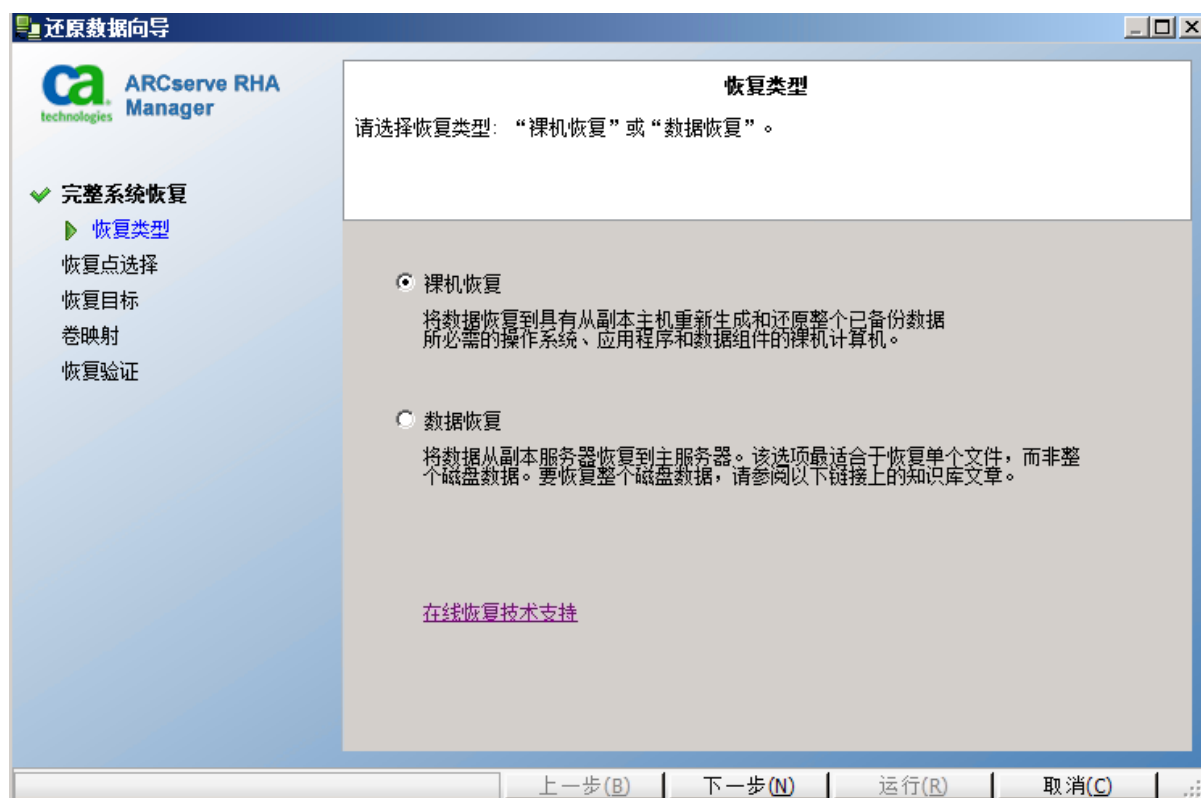 还原数据向导
ca
technologies
ARCserve RHA
Manager
完整系统恢复
恢复类型
恢复点选择
恢复目标
卷映射
恢复验证
恢复类型
请选择恢复类型: “裸机恢复”或“数据恢复”。
裸机恢复
将数据恢复到具有从副本主机重新生成和还原整个已备份数据
所必需的操作系统、应用程序和数据组件的裸机计算机。
数据恢复
将数据从副本服务器恢复到主服务器。该选项最适合于恢复单个文件，而非整
个磁盘数据。要恢复整个磁盘数据，请参阅以下链接上的知识库文章。
在线恢复技术支持
上一步(B)
下一步(N)
运行(R)
取消(C)